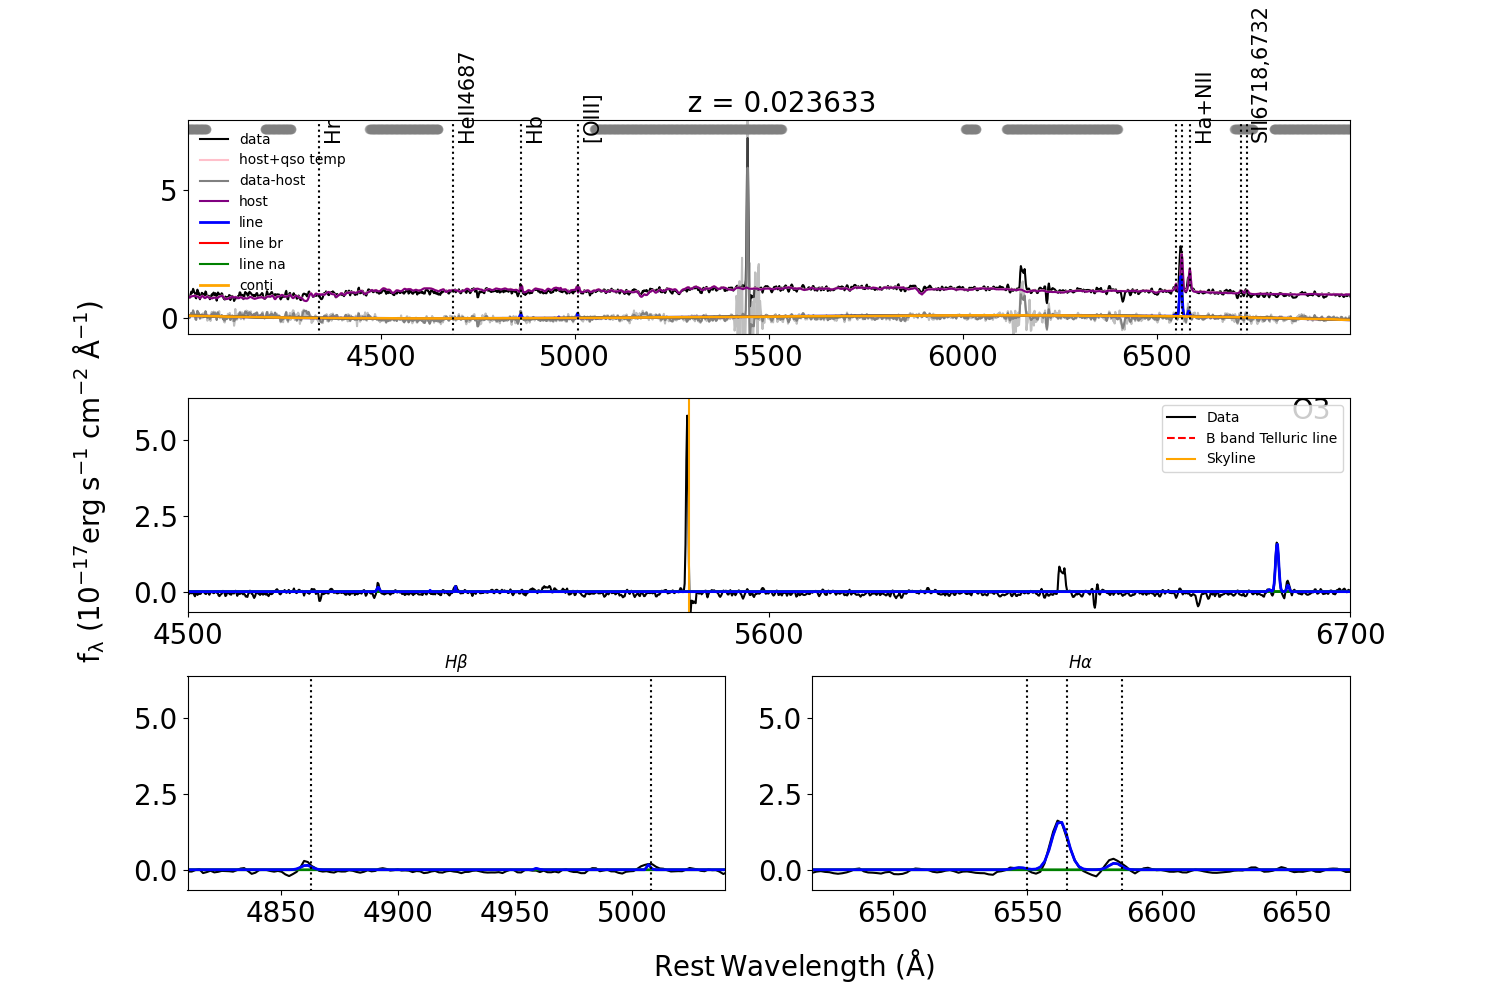 z = 0.023633
Hr
HeII4687
Hb
[OIII]
Ha+NII
SII6718,6732
data
host+qso temp
data-host
host
line
line br
line na
conti
5
0
4500
5000
5500
6000
6500
O3
Data
B band Telluric line
Skyline
5.0
2.5
0.0
4500
5600
6700
fλ (10⁻¹⁷erg s⁻¹ cm⁻² Å⁻¹)
Hβ
5.0
2.5
0.0
4850
4900
4950
5000
Hα
5.0
2.5
0.0
6500
6550
6600
6650
Rest Wavelength (Å)